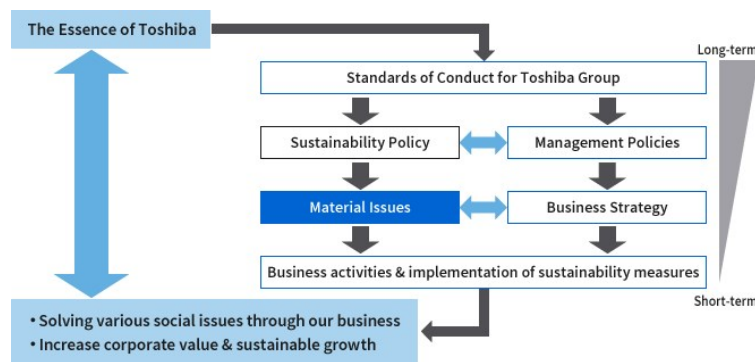 The Essence of Toshiba
Long-term
Standards of Conduct for Toshiba Group
Sustainability Policy
Management Policies
Material Issues
Business Strategy
Business activities & implementation of sustainability measures
Short-term
• Solving various social issues through our business
• Increase corporate value & sustainable growth